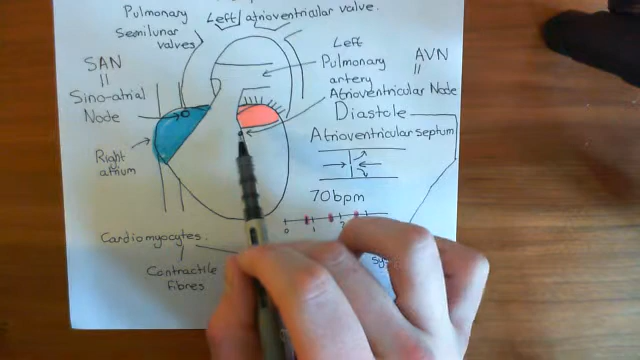 Pulmonary
Semilunar
valves
Left/atrioventricular valve.
SAN
=
Sino-atrial
Node
Right
atrium
Left
Pulmonary
artery
Atrioventricular Node
AVN
=
Diastole
Atrioventricular septum
70bpm
0 1 2
Cardiomyocytes.
Contractile
fibres